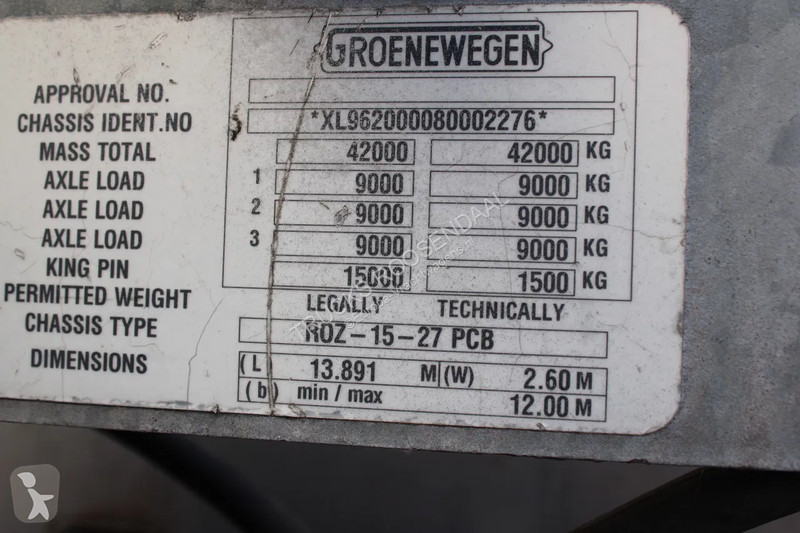 GROENEWEGEN
APPROVAL NO.
CHASSIS IDENT.NO *XL962000080002276*
MASS TOTAL 42000 42000 KG
AXLE LOAD 1 9000 9000 KG
AXLE LOAD 2 9000 9000 KG
AXLE LOAD 3 9000 9000 KG
KING PIN 15000 1500 KG
PERMITTED WEIGHT LEGALLY TECHNICALLY
CHASSIS TYPE ROZ-15-27 PCB
DIMENSIONS (L 13.891 M (W) 2.60 M
(b) min / max 12.00 M